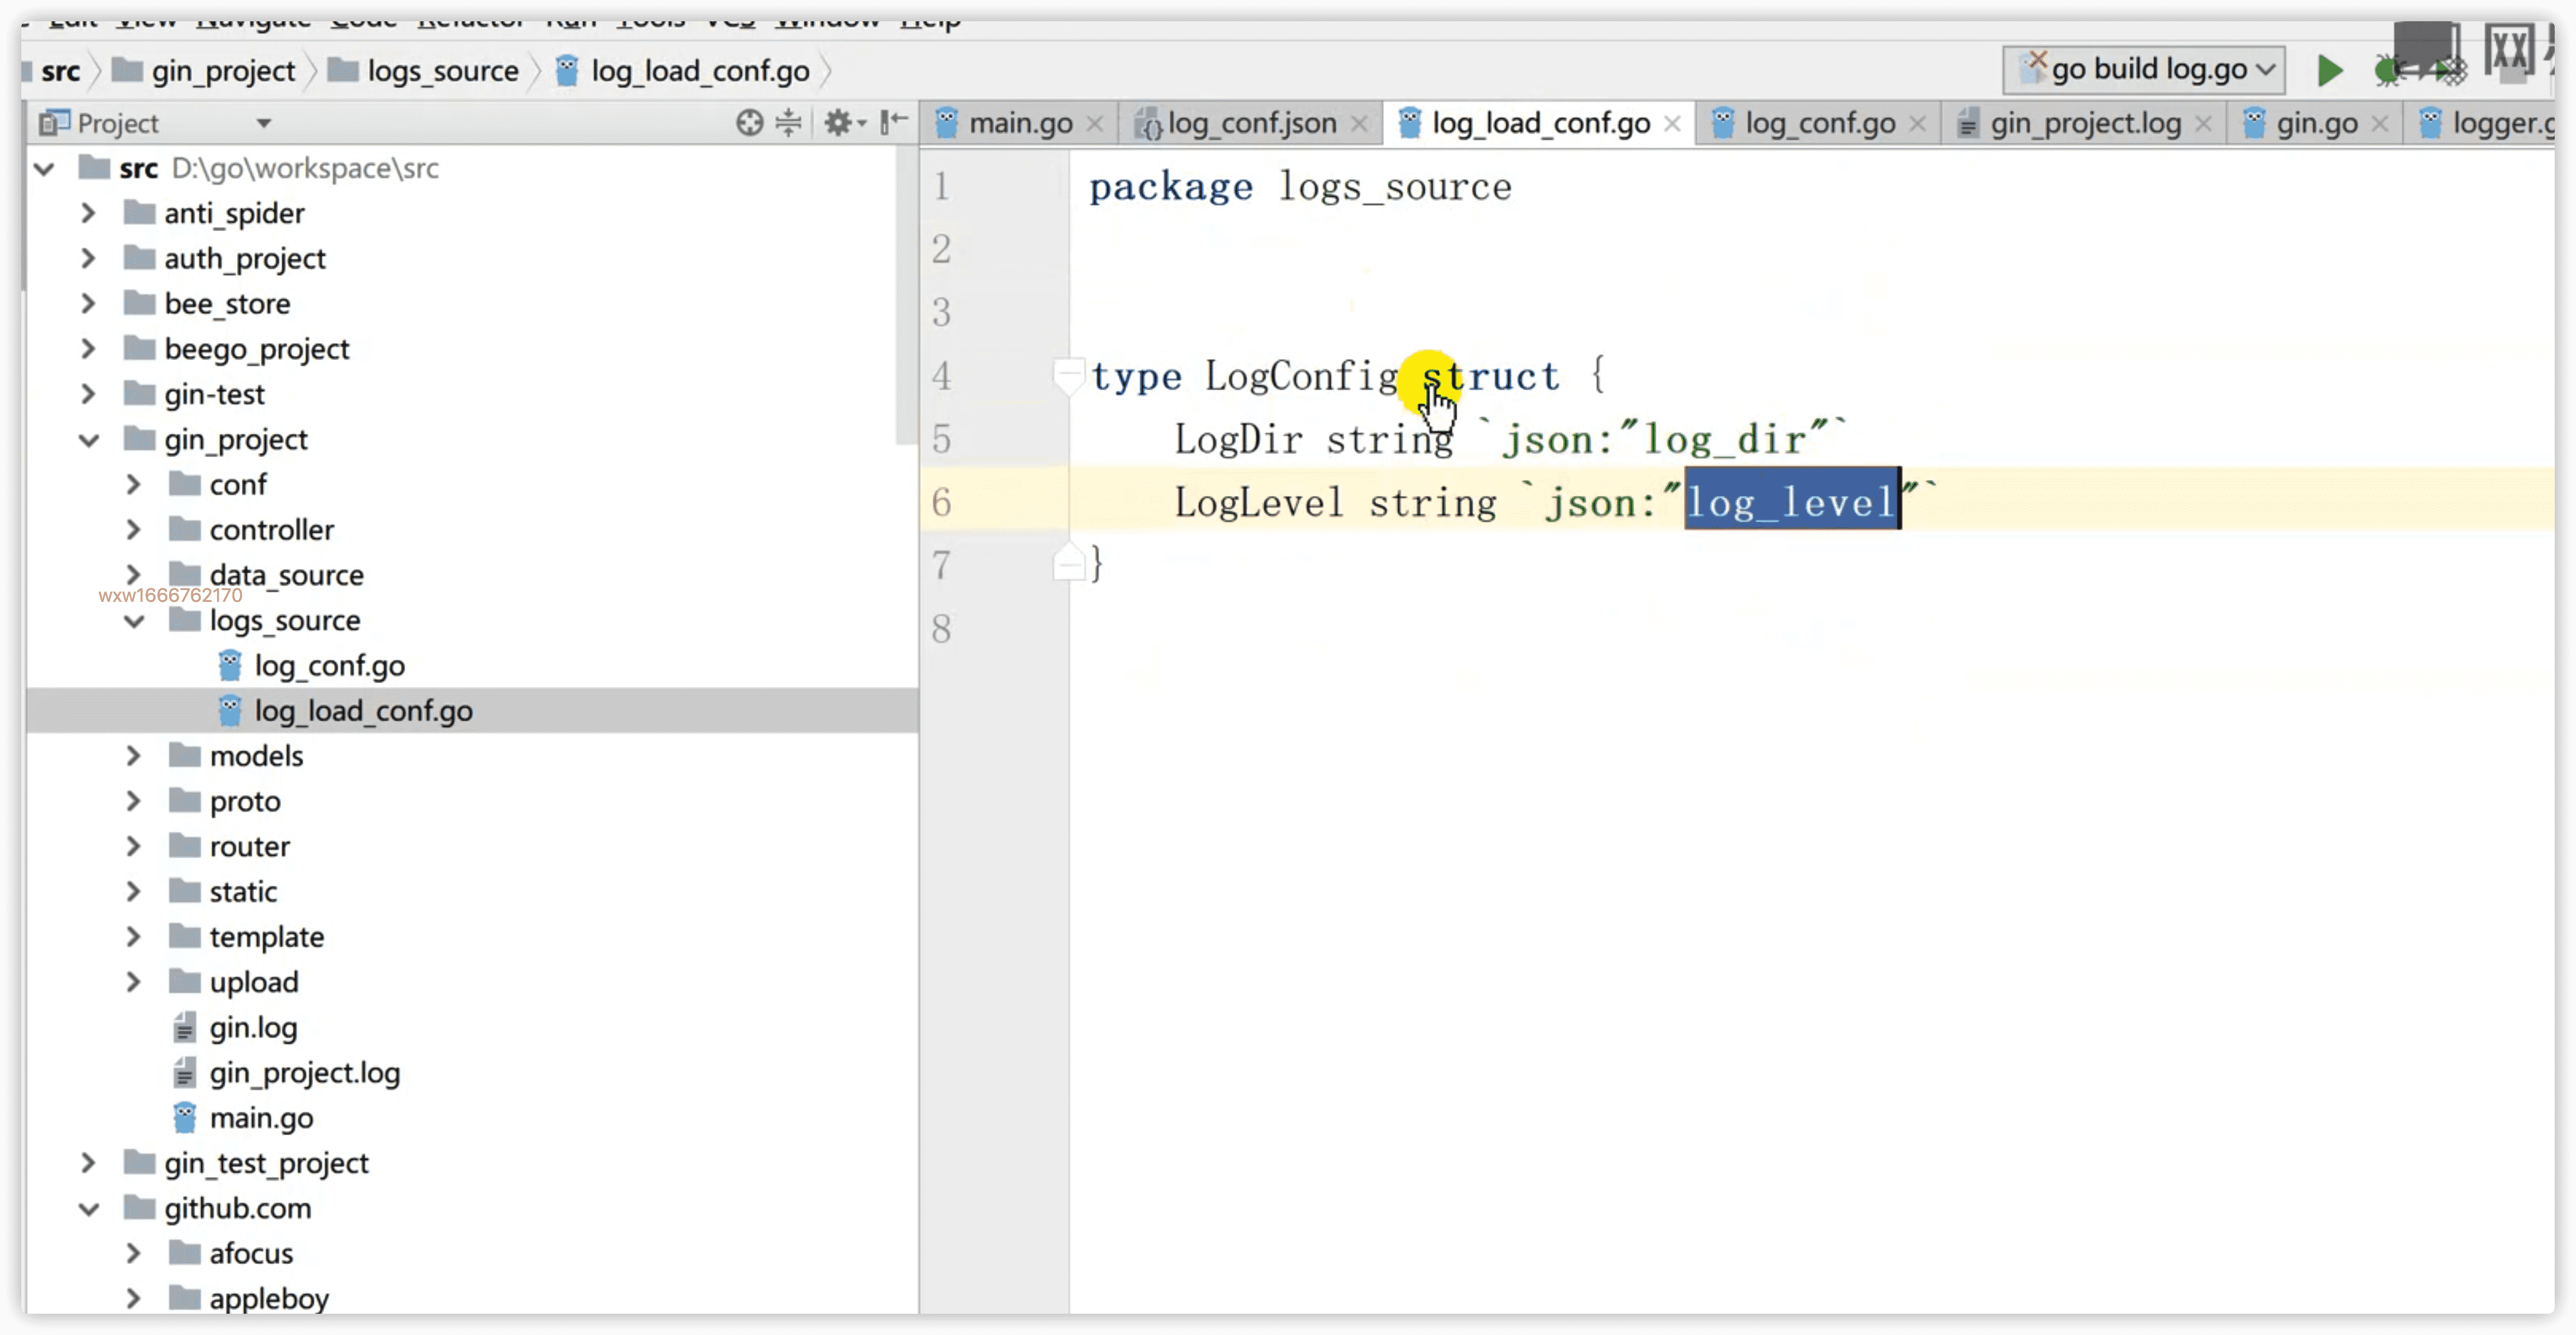 Edit View Navigate Code Refactor Run Tools VCS Window Help
src gin_project logs_source log_load_conf.go
go build log.go
Project
main.go log_conf.json log_load_conf.go log_conf.go gin_project.log gin.go logger.g
src D:\go\workspace\src
anti_spider
auth_project
bee_store
beego_project
gin-test
gin_project
conf
controller
data_source
wxw1666762170
logs_source
log_conf.go
log_load_conf.go
models
proto
router
static
template
upload
gin.log
gin_project.log
main.go
gin_test_project
github.com
afocus
appleboy
1 package logs_source
2
3
4 type LogConfig struct {
5 LogDir string `json:"log_dir"`
6 LogLevel string `json:"log_level"`
7 }
8